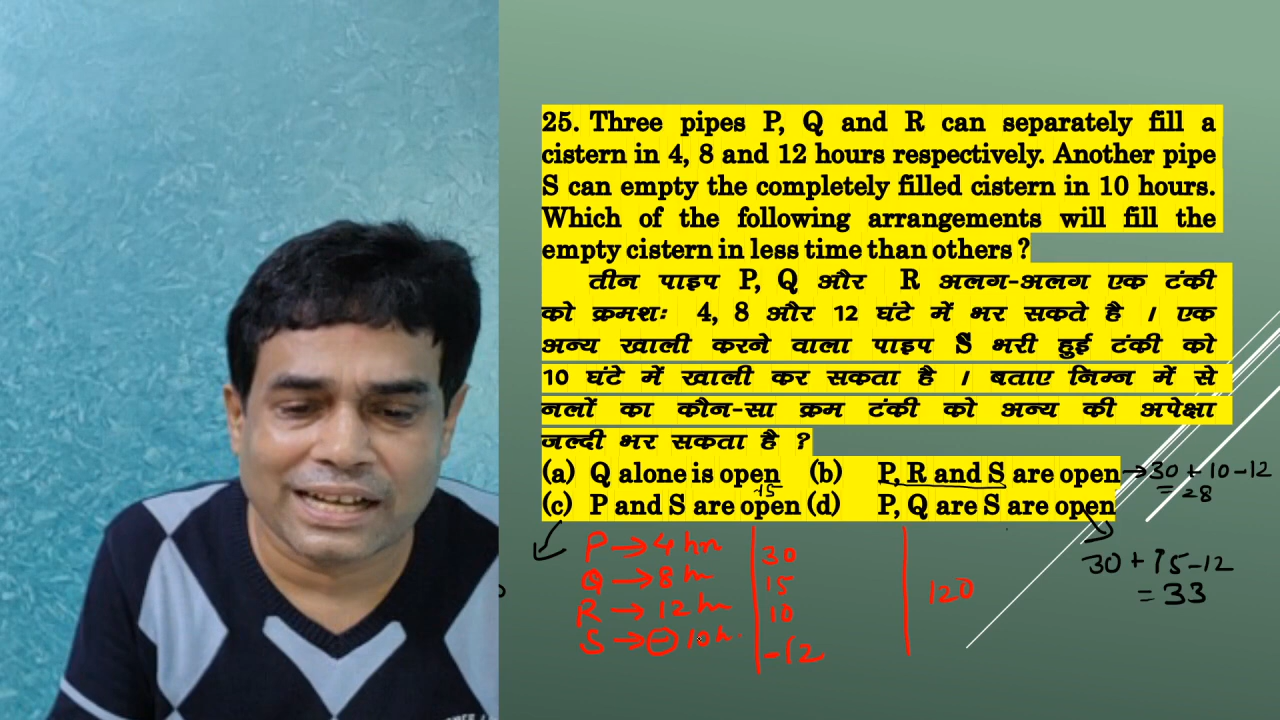 25. Three pipes P, Q and R can separately fill a
cistern in 4, 8 and 12 hours respectively. Another pipe
S can empty the completely filled cistern in 10 hours.
Which of the following arrangements will fill the
empty cistern in less time than others ?
तीन पाइप P, Q और R अलग-अलग एक टंकी
को क्रमशः 4, 8 और 12 घंटे में भर सकते है । एक
अन्य खाली करने वाला पाइप S भरी हुई टंकी को
10 घंटे में खाली कर सकता है । बताए निम्न में से
नलों का कौन-सा क्रम टंकी को अन्य की अपेक्षा
जल्दी भर सकता है ?
(a) Q alone is open (b) P, R and S are open → 30 + 10 - 12
= 28
15
(c) P and S are open (d) P, Q are S are open
P → 4 hr 30
Q → 8 hr 15
R → 12 hr 10
S → - 10 h. -12
120
30 + 15 - 12
= 33